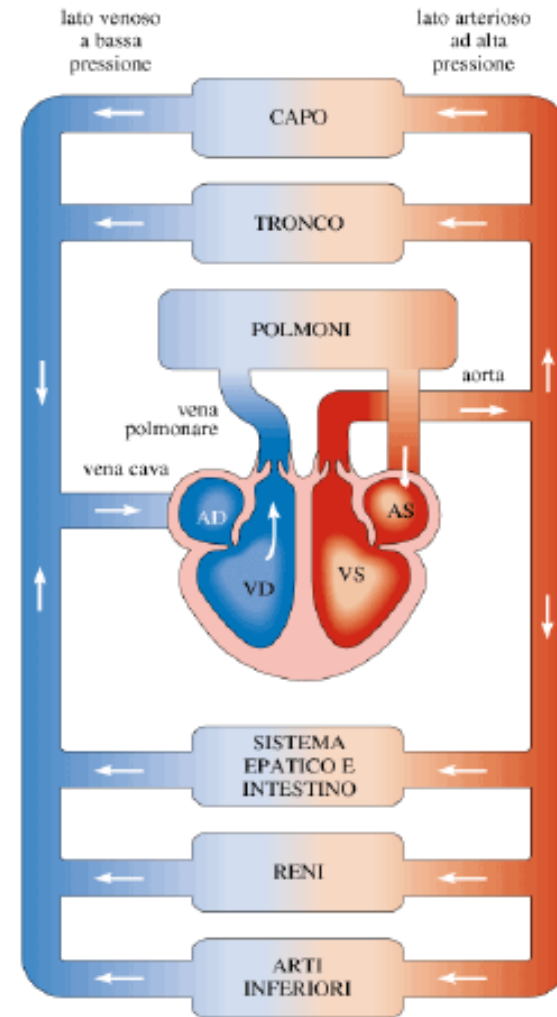 lato venoso
a bassa
pressione
lato arterioso
ad alta
pressione
CAPO
TRONCO
POLMONI
aorta
vena
polmonare
vena cava
AD
AS
VD
VS
SISTEMA
EPATICO E
INTESTINO
RENI
ARTI
INFERIORI